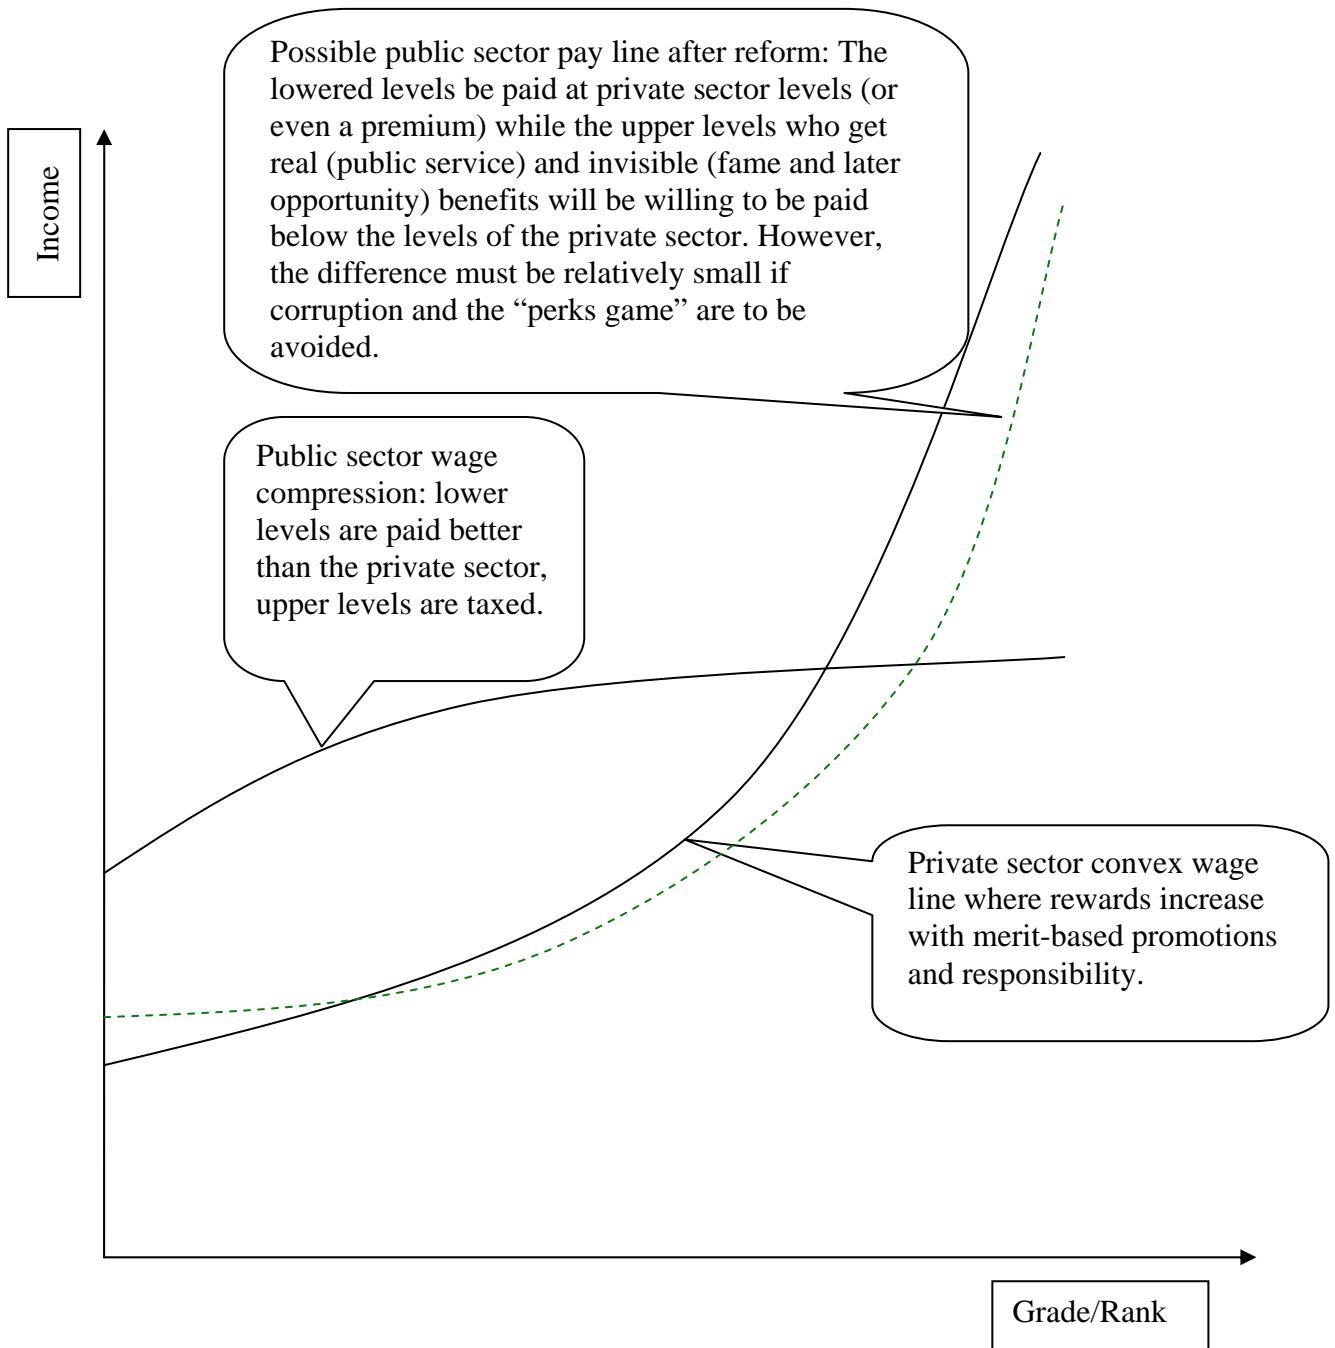 Possible public sector pay line after reform: The
lowered levels be paid at private sector levels (or
even a premium) while the upper levels who get
real (public service) and invisible (fame and later
opportunity) benefits will be willing to be paid
below the levels of the private sector. However,
the difference must be relatively small if
corruption and the “perks game” are to be
avoided.
Income
Public sector wage
compression: lower
levels are paid better
than the private sector,
upper levels are taxed.
Private sector convex wage
line where rewards increase
with merit-based promotions
and responsibility.
Grade/Rank